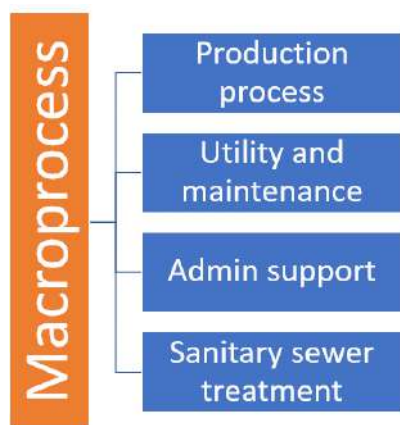 Macroprocess
Production
process
Utility and
maintenance
Admin support
Sanitary sewer
treatment